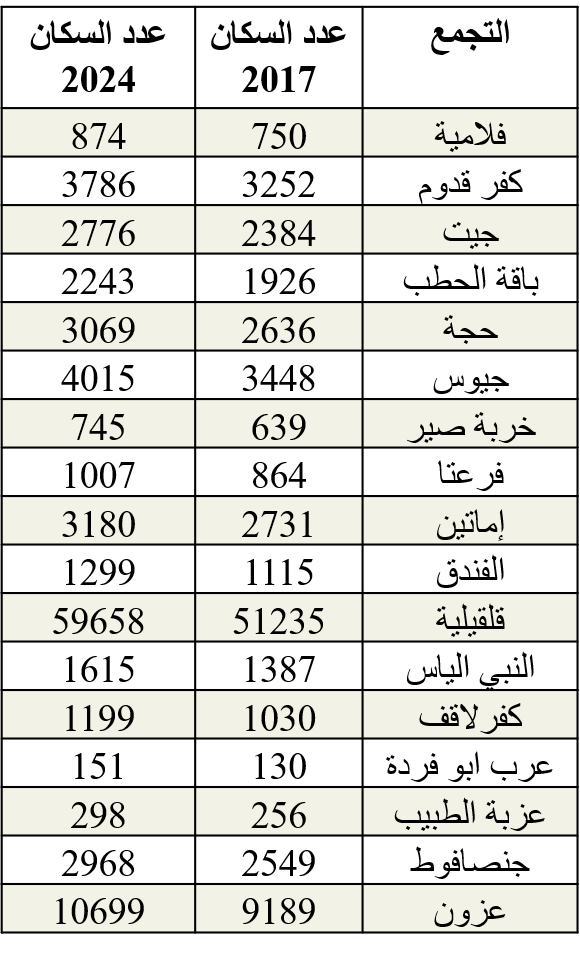 التجمع عدد السكان 2017 عدد السكان 2024
فلامية 750 874
كفر قدوم 3252 3786
جيت 2384 2776
باقة الحطب 1926 2243
حجة 2636 3069
جيوس 3448 4015
خربة صير 639 745
فرعتا 864 1007
إماتين 2731 3180
الفندق 1115 1299
قلقيلية 51235 59658
النبي الياس 1387 1615
كفرلاقف 1030 1199
عرب ابو فردة 130 151
عزبة الطبيب 256 298
جنصافوط 2549 2968
عزون 9189 10699